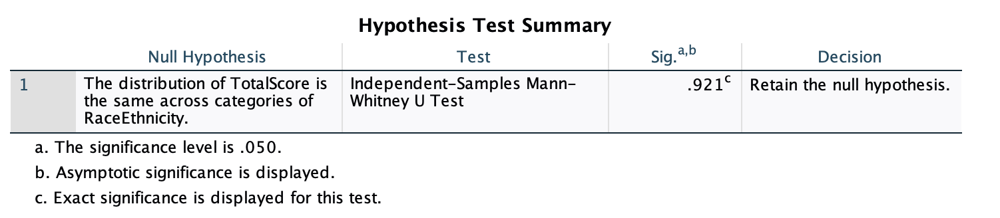 Hypothesis Test Summary
Null Hypothesis Test Sig.a,b Decision
1 The distribution of TotalScore is Independent-Samples Mann- .921c Retain the null hypothesis.
the same across categories of Whitney U Test
RaceEthnicity.
a. The significance level is .050.
b. Asymptotic significance is displayed.
c. Exact significance is displayed for this test.